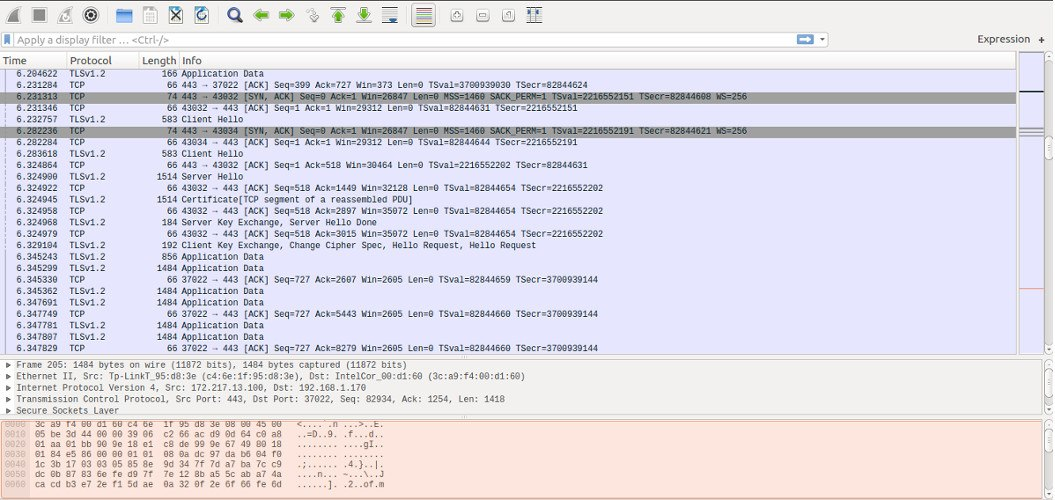 Apply a display filter ... <Ctrl-/>
Expression +
Time Protocol Length Info
6.204622 TLSv1.2 166 Application Data
6.231284 TCP 66 443 → 37022 [ACK] Seq=399 Ack=727 Win=373 Len=0 TSval=3700939030 TSecr=82844624
6.231313 TCP 74 443 → 43032 [SYN, ACK] Seq=0 Ack=1 Win=26847 Len=0 MSS=1460 SACK_PERM=1 TSval=2216552151 TSecr=82844608 WS=256
6.231346 TCP 66 43032 → 443 [ACK] Seq=1 Ack=1 Win=29312 Len=0 TSval=82844631 TSecr=2216552151
6.232757 TLSv1.2 583 Client Hello
6.282236 TCP 74 443 → 43034 [SYN, ACK] Seq=0 Ack=1 Win=26847 Len=0 MSS=1460 SACK_PERM=1 TSval=2216552191 TSecr=82844621 WS=256
6.282284 TCP 66 43034 → 443 [ACK] Seq=1 Ack=1 Win=29312 Len=0 TSval=82844644 TSecr=2216552191
6.283618 TLSv1.2 583 Client Hello
6.324864 TCP 66 443 → 43032 [ACK] Seq=1 Ack=518 Win=30464 Len=0 TSval=2216552202 TSecr=82844631
6.324900 TLSv1.2 1514 Server Hello
6.324922 TCP 66 43032 → 443 [ACK] Seq=518 Ack=1449 Win=32128 Len=0 TSval=82844654 TSecr=2216552202
6.324945 TLSv1.2 1514 Certificate[TCP segment of a reassembled PDU]
6.324958 TCP 66 43032 → 443 [ACK] Seq=518 Ack=2897 Win=35072 Len=0 TSval=82844654 TSecr=2216552202
6.324968 TLSv1.2 184 Server Key Exchange, Server Hello Done
6.324979 TCP 66 43032 → 443 [ACK] Seq=518 Ack=3015 Win=35072 Len=0 TSval=82844654 TSecr=2216552202
6.329104 TLSv1.2 192 Client Key Exchange, Change Cipher Spec, Hello Request, Hello Request
6.345243 TLSv1.2 856 Application Data
6.345299 TLSv1.2 1484 Application Data
6.345330 TCP 66 37022 → 443 [ACK] Seq=727 Ack=2607 Win=2605 Len=0 TSval=82844659 TSecr=3700939144
6.345362 TLSv1.2 1484 Application Data
6.347691 TLSv1.2 1484 Application Data
6.347749 TCP 66 37022 → 443 [ACK] Seq=727 Ack=5443 Win=2605 Len=0 TSval=82844660 TSecr=3700939144
6.347781 TLSv1.2 1484 Application Data
6.347807 TLSv1.2 1484 Application Data
6.347829 TCP 66 37022 → 443 [ACK] Seq=727 Ack=8279 Win=2605 Len=0 TSval=82844660 TSecr=3700939144
Frame 205: 1484 bytes on wire (11872 bits), 1484 bytes captured (11872 bits)
Ethernet II, Src: Tp-LinkT_95:d8:3e (c4:6e:1f:95:d8:3e), Dst: IntelCor_00:d1:60 (3c:a9:f4:00:d1:60)
Internet Protocol Version 4, Src: 172.217.13.100, Dst: 192.168.1.170
Transmission Control Protocol, Src Port: 443, Dst Port: 37022, Seq: 82934, Ack: 1254, Len: 1418
Secure Sockets Layer
0000 3c a9 f4 00 d1 60 c4 6e 1f 95 d8 3e 08 00 45 00 <....`.n ...>..E.
0010 05 be 3d 44 00 00 39 06 c2 66 ac d9 0d 64 c0 a8 ..=D..9. .f...d..
0020 01 aa 01 bb 90 9e 18 e1 c8 de 99 9e 67 49 80 18 ........ ....gI..
0030 01 84 e5 86 00 00 01 01 08 0a dc 97 da b6 04 f0 ........ ........
0040 1c 3b 17 03 03 05 85 8e 9d 34 7f 7d a7 ba 7c c9 .;...... .4.}..|.
0050 dc 0b 87 83 6e fe d9 7f 7e 12 8b a5 5c ab a7 4a ....n... ~...\..J
0060 ca cd b3 e7 2e f1 5d ae 0a 32 0f 2e 6f 66 fe 6d ......]. .2..of.m